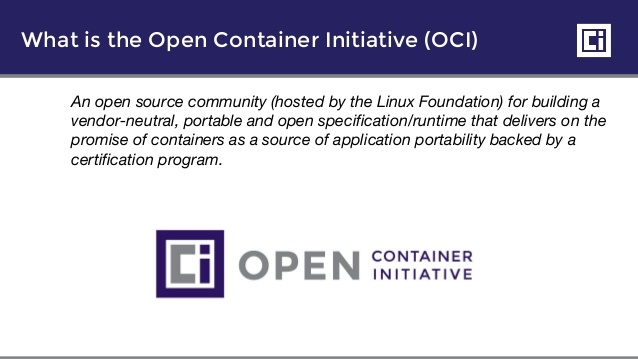 What is the Open Container Initiative (OCI)
Ci
An open source community (hosted by the Linux Foundation) for building a
vendor-neutral, portable and open specification/runtime that delivers on the
promise of containers as a source of application portability backed by a
certification program.
Ci OPEN CONTAINER
INITIATIVE